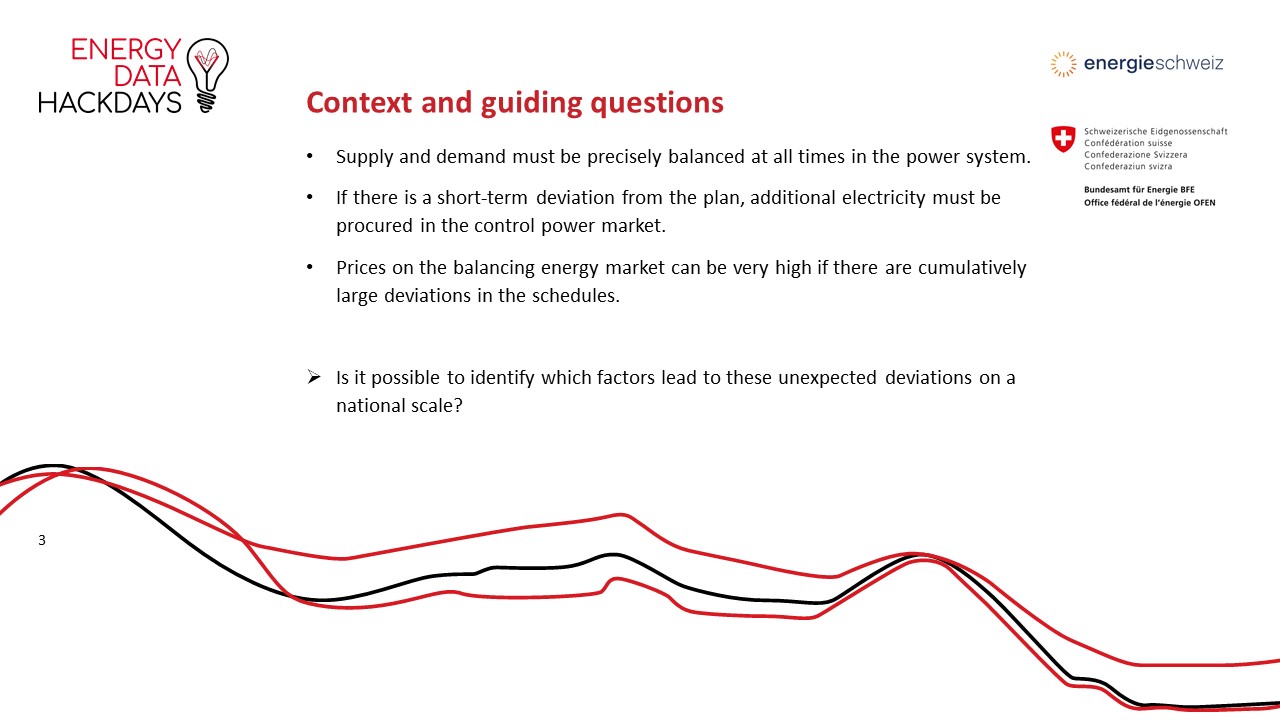 ENERGY
DATA
HACKDAYS
energieschweiz
Schweizerische Eidgenossenschaft
Confédération suisse
Confederazione Svizzera
Confederaziun svizra
Bundesamt für Energie BFE
Office fédéral de l'énergie OFEN
Context and guiding questions
• Supply and demand must be precisely balanced at all times in the power system.
• If there is a short-term deviation from the plan, additional electricity must be
procured in the control power market.
• Prices on the balancing energy market can be very high if there are cumulatively
large deviations in the schedules.
➢ Is it possible to identify which factors lead to these unexpected deviations on a
national scale?
3